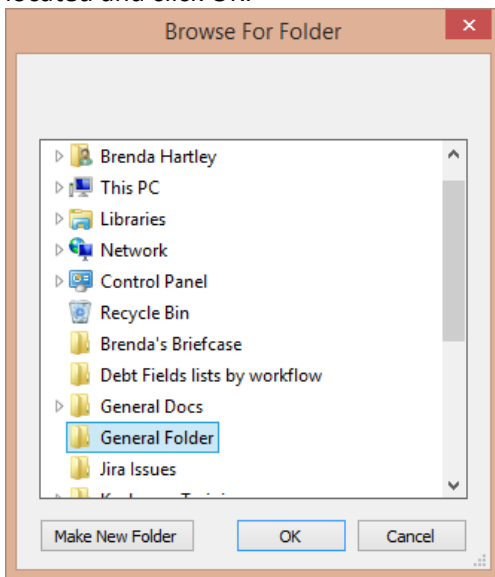 Browse For Folder
Brenda Hartley
This PC
Libraries
Network
Control Panel
Recycle Bin
Brenda's Briefcase
Debt Fields lists by workflow
General Docs
General Folder
Jira Issues
Make New Folder
OK
Cancel